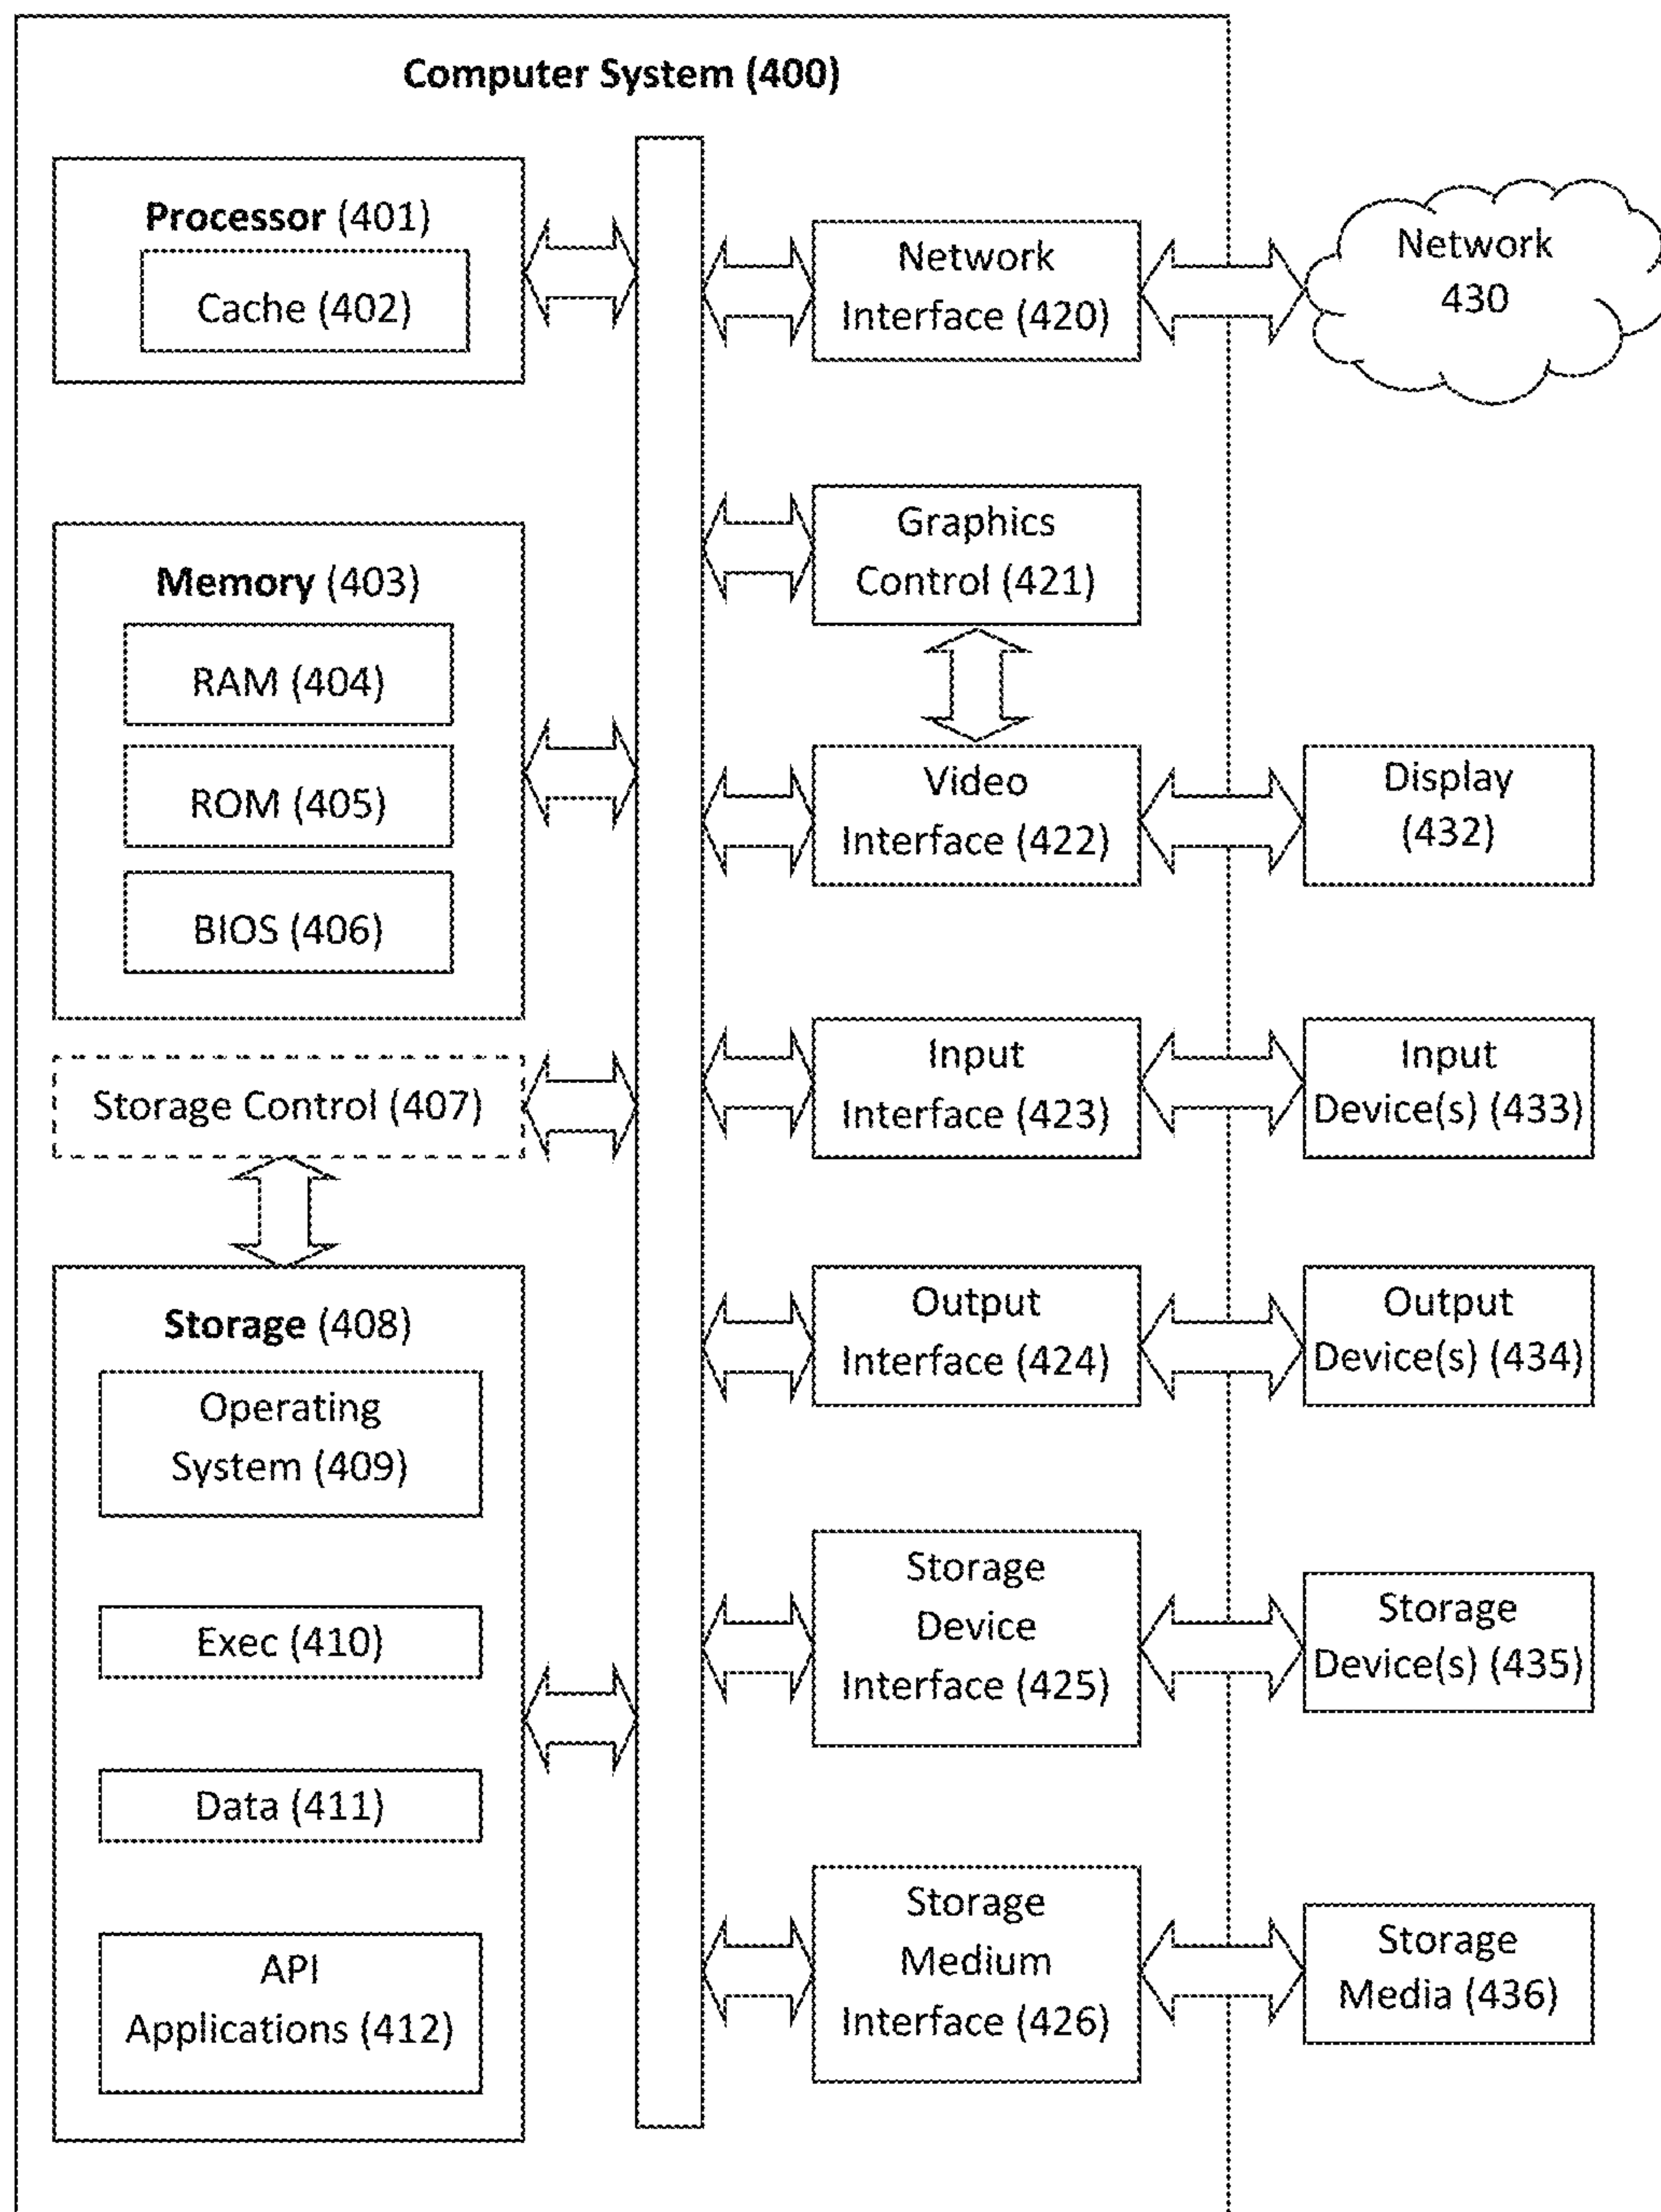 Computer System (400)
Processor (401)
Cache (402)
Memory (403)
RAM (404)
ROM (405)
BIOS (406)
Storage Control (407)
Storage (408)
Operating
System (409)
Exec (410)
Data (411)
API
Applications (412)
Network
Interface (420)
Graphics
Control (421)
Video
Interface (422)
Input
Interface (423)
Output
Interface (424)
Storage
Device
Interface (425)
Storage
Medium
Interface (426)
Network
430
Display
(432)
Input
Device(s) (433)
Output
Device(s) (434)
Storage
Device(s) (435)
Storage
Media (436)